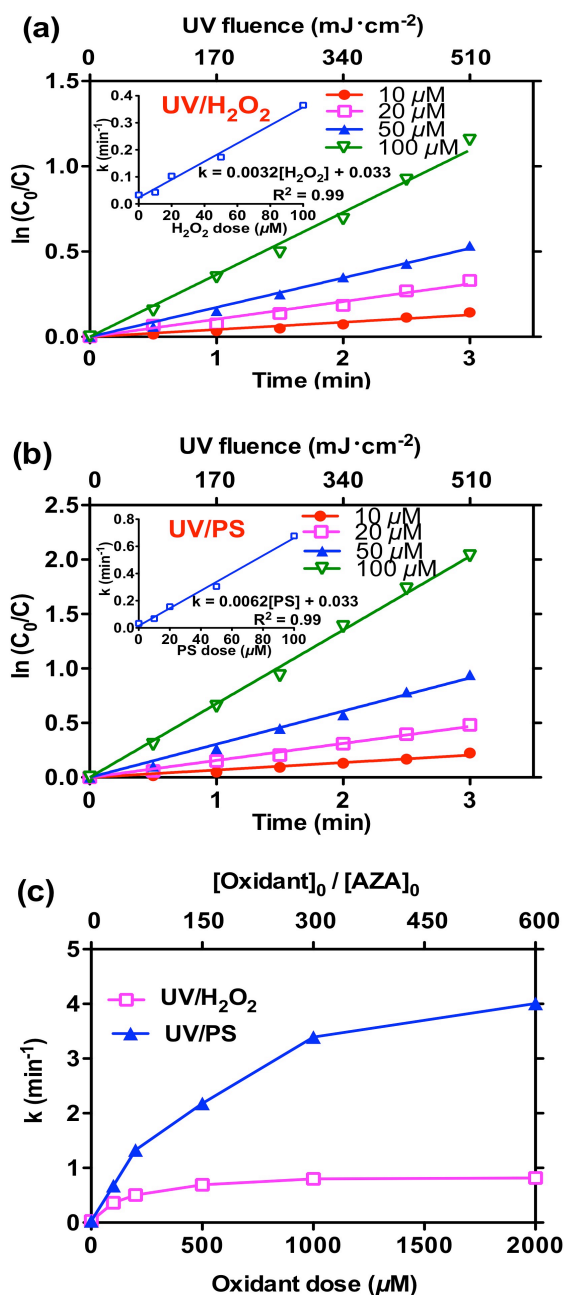 (a)
UV fluence (mJ·cm-2)
0 170 340 510
1.5
1.0
0.5
0.0
ln (C0/C)
0 1 2 3
Time (min)
10 µM
20 µM
50 µM
100 µM
UV/H2O2
0.4
0.3
0.2
0.1
0.0
k (min-1)
k = 0.0032[H2O2] + 0.033
R2 = 0.99
0 20 40 60 80 100
H2O2 dose (µM)
(b)
UV fluence (mJ·cm-2)
0 170 340 510
2.5
2.0
1.5
1.0
0.5
0.0
ln (C0/C)
0 1 2 3
Time (min)
10 µM
20 µM
50 µM
100 µM
UV/PS
0.8
0.6
0.4
0.2
0.0
k (min-1)
k = 0.0062[PS] + 0.033
R2 = 0.99
0 20 40 60 80 100
PS dose (µM)
(c)
[Oxidant]0 / [AZA]0
0 150 300 450 600
5
4
3
2
1
0
k (min-1)
UV/H2O2
UV/PS
0 500 1000 1500 2000
Oxidant dose (µM)